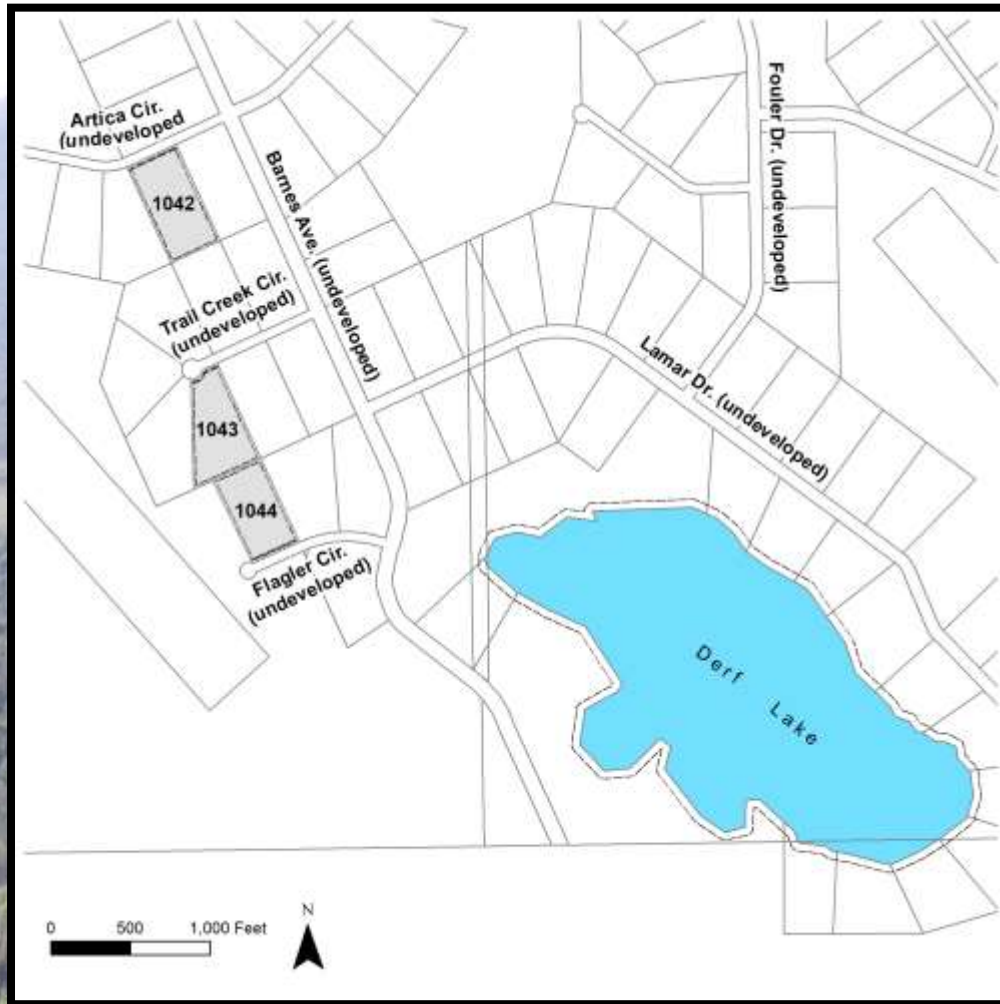 Artica Cir.
(undeveloped
1042
Barnes Ave. (undeveloped)
Fouler Dr. (undeveloped)
Trail Creek Cir.
(undeveloped)
Lamar Dr. (undeveloped)
1043
1044
Flagler Cir.
(undeveloped)
Derf Lake
0 500 1,000 Feet
N